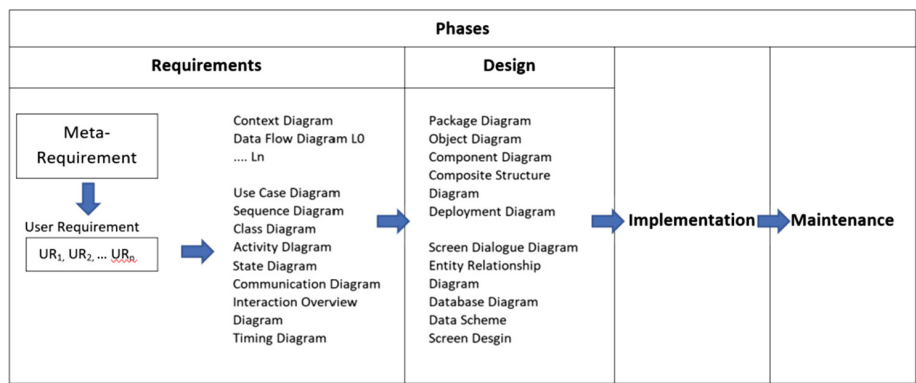 Phases
Requirements
Design
Meta-
Requirement
User Requirement
UR1, UR2, ... URn
Context Diagram
Data Flow Diagram L0
.... Ln
Use Case Diagram
Sequence Diagram
Class Diagram
Activity DIagram
State Diagram
Communication Diagram
Interaction Overview
Diagram
Timing Diagram
Package Diagram
Object Diagram
Component Diagram
Composite Structure
Diagram
Deployment Diagram
Screen Dialogue Diagram
Entity Relationship
Diagram
Database Diagram
Data Scheme
Screen Desgin
Implementation
Maintenance